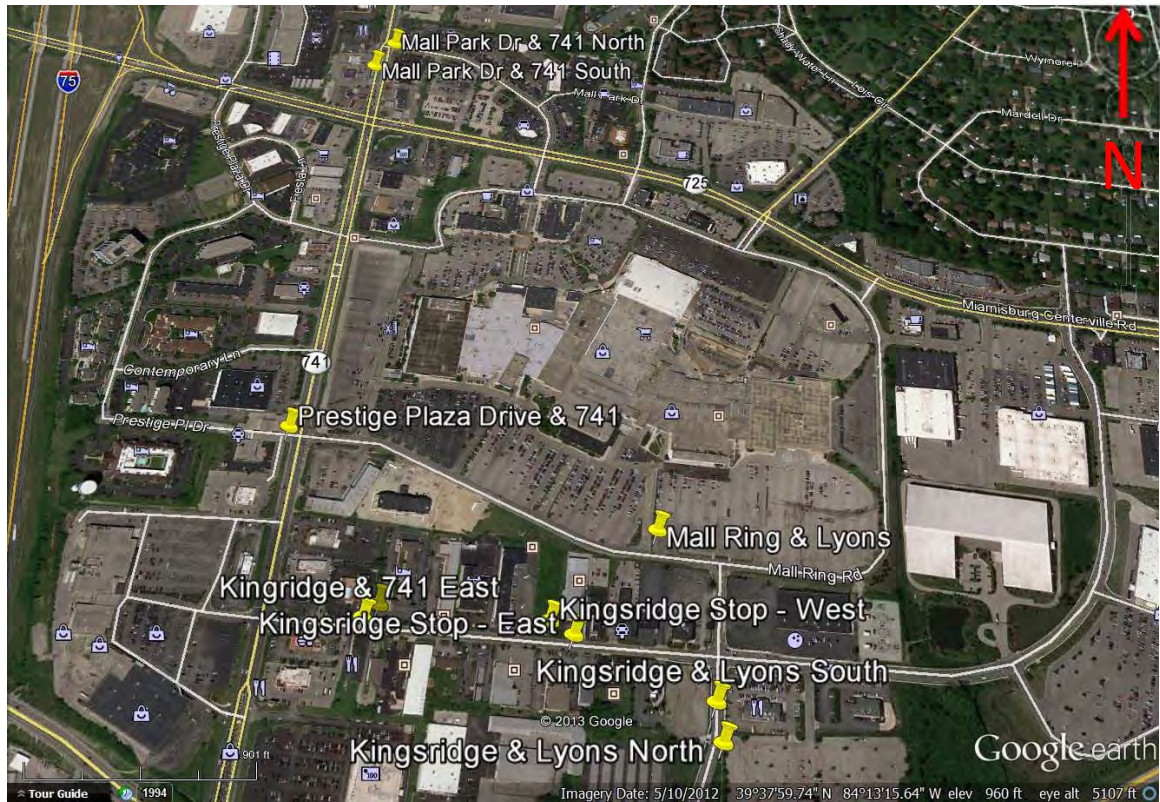 Mall Park Dr & 741 North
Mall Park Dr & 741 South
75
Mall Park D
Wymore
Mardell Dr
N
Prestige Plaza Dr
Fiesta Ln
725
Miamisburg Centerville Rd
741
Contemporary Ln
Prestige Pl Dr
Prestige Plaza Drive & 741
Mall Ring & Lyons
Mall Ring Rd
Kingridge & 741 East
Kingsridge Stop - East
Kingsridge Stop - West
Kingsridge & Lyons South
Kingsridge & Lyons North
© 2013 Google
Google earth
901 ft
Tour Guide
1994
Imagery Date: 5/10/2012 39°37'59.74" N 84°13'15.64" W elev 960 ft eye alt 5107 ft